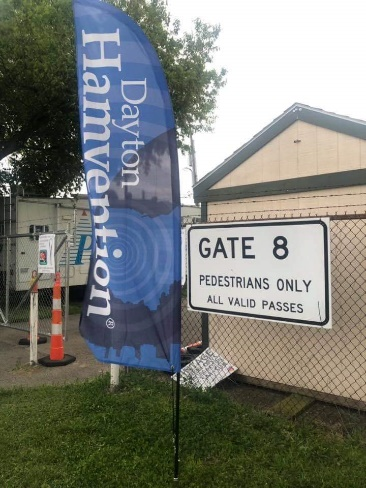 Dayton
Hamvention®
GATE 8
PEDESTRIANS ONLY
ALL VALID PASSES